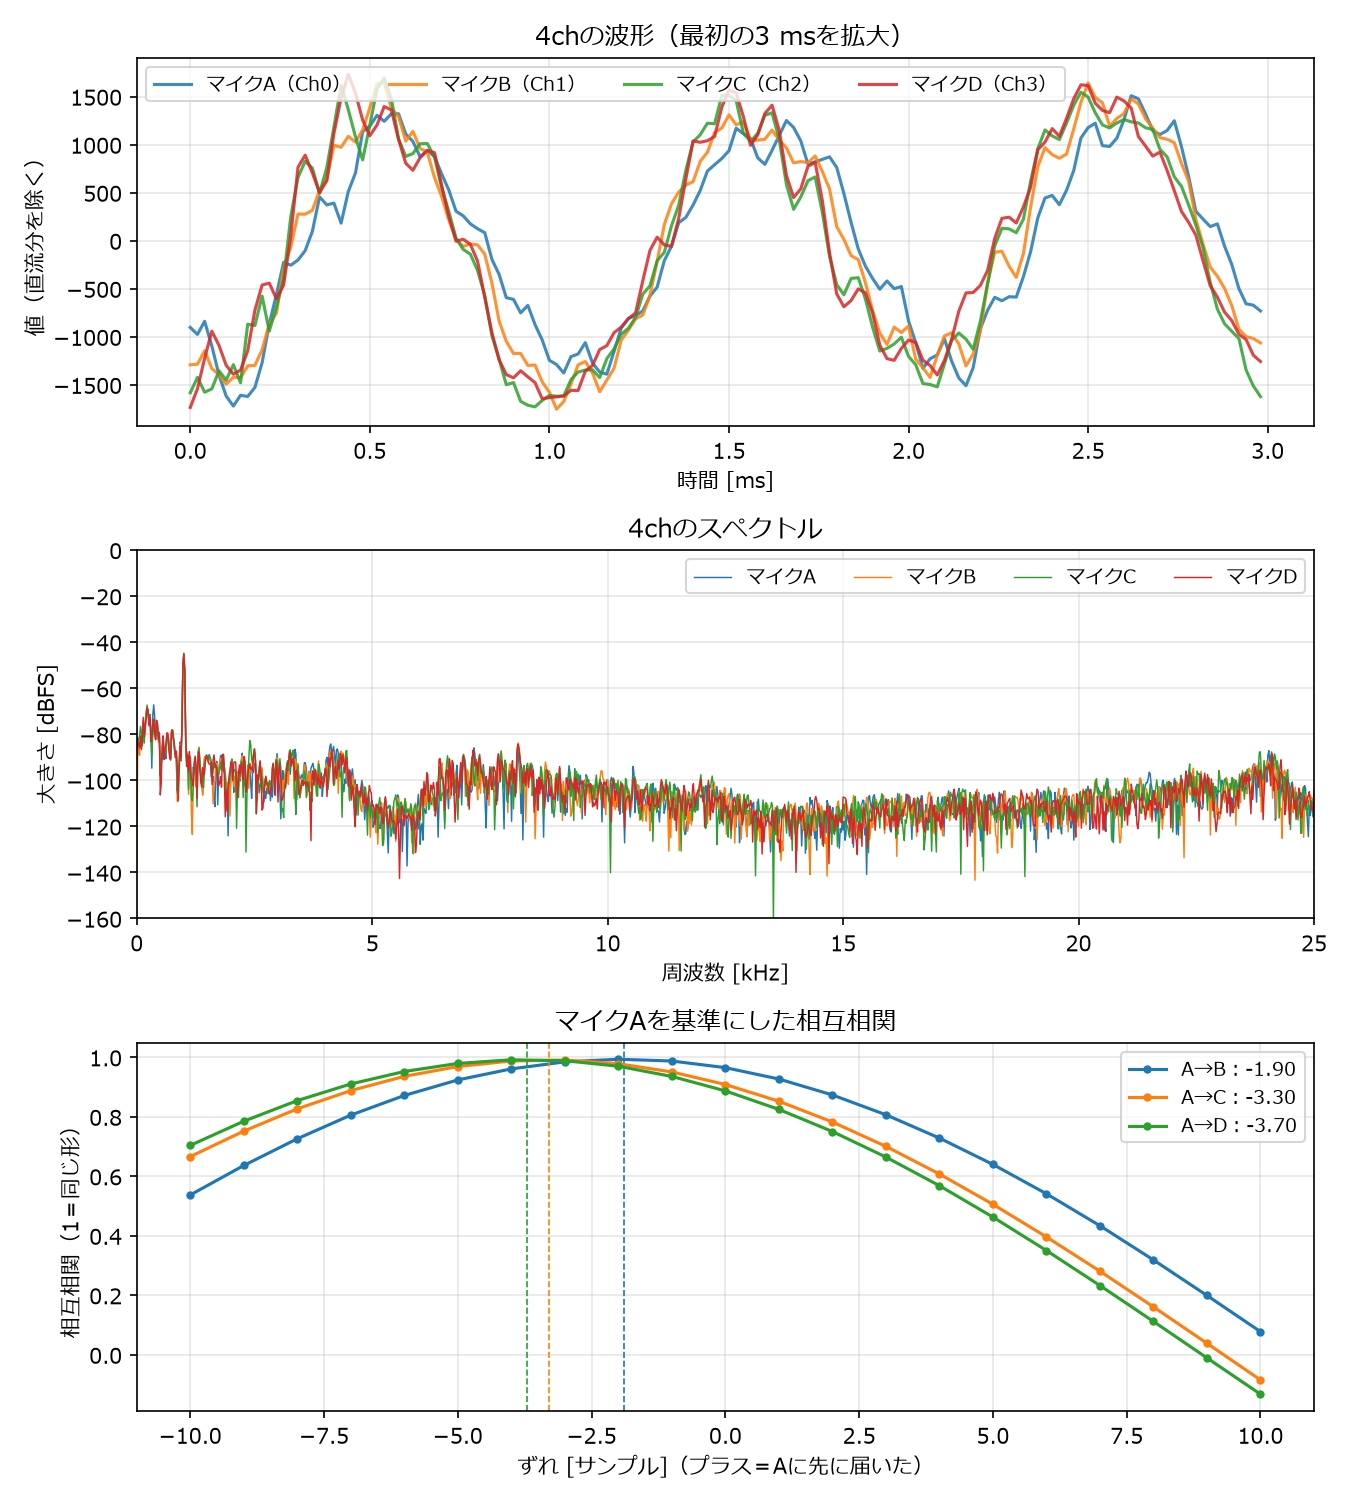 4chの波形（最初の3 msを拡大）
マイクA（Ch0） マイクB（Ch1） マイクC（Ch2） マイクD（Ch3）
値（直流分を除く）
1500
1000
500
0
−500
−1000
−1500
0.0 0.5 1.0 1.5 2.0 2.5 3.0
時間 [ms]
4chのスペクトル
マイクA マイクB マイクC マイクD
大きさ [dBFS]
0
−20
−40
−60
−80
−100
−120
−140
−160
0 5 10 15 20 25
周波数 [kHz]
マイクAを基準にした相互相関
A→B : -1.90
A→C : -3.30
A→D : -3.70
相互相関（1＝同じ形）
1.0
0.8
0.6
0.4
0.2
0.0
−10.0 −7.5 −5.0 −2.5 0.0 2.5 5.0 7.5 10.0
ずれ [サンプル]（プラス＝Aに先に届いた）